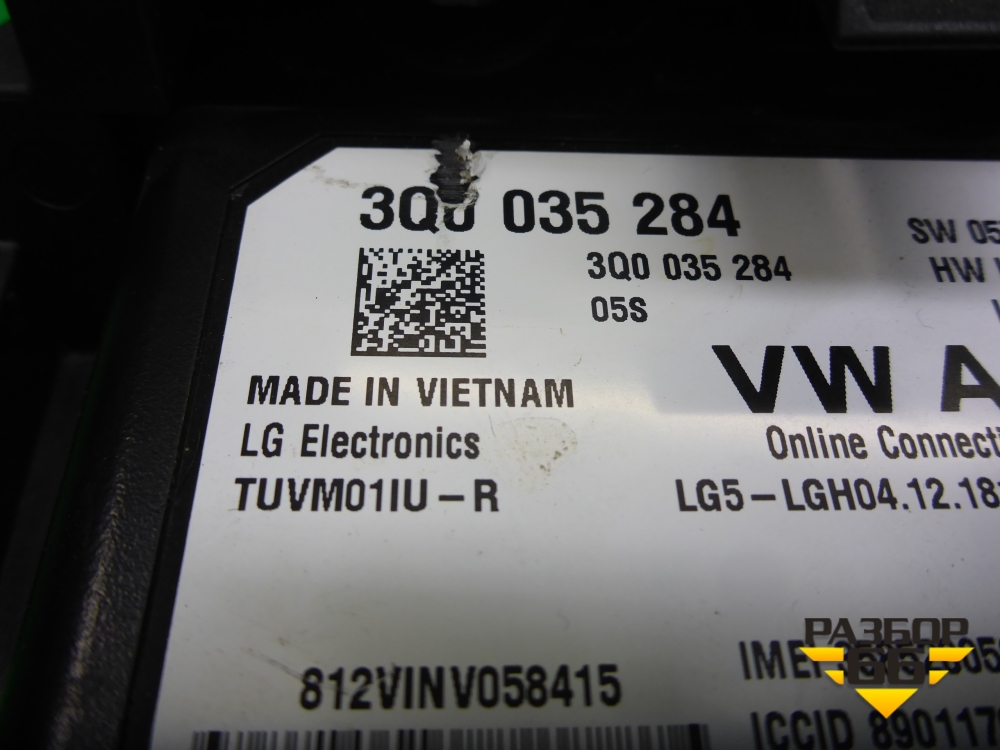 3Q0 035 284
SW 05
3Q0 035 284
HW
05S
VW A
MADE IN VIETNAM
Online Connecti
LG Electronics
TUVM01IU-R
LG5-LGH04.12.18
РАЗБОР
GG
812VINV058415
ICCID 890117